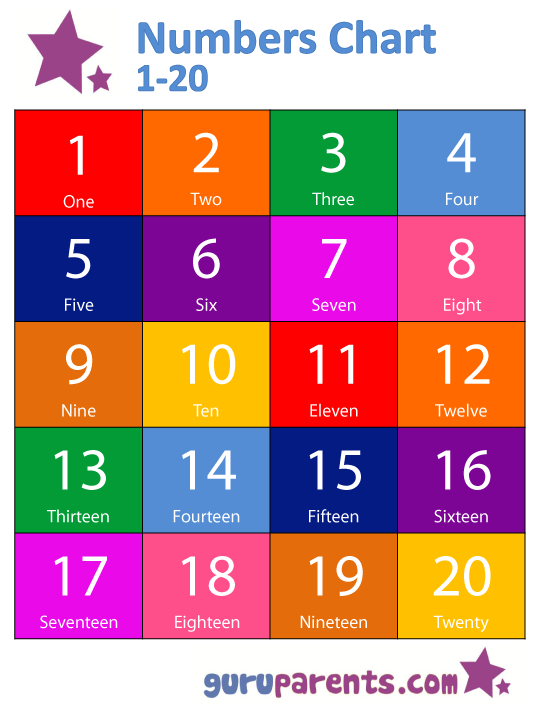 Numbers Chart
1-20
1 2 3 4
One Two Three Four
5 6 7 8
Five Six Seven Eight
9 10 11 12
Nine Ten Eleven Twelve
13 14 15 16
Thirteen Fourteen Fifteen Sixteen
17 18 19 20
Seventeen Eighteen Nineteen Twenty
guruparents.com